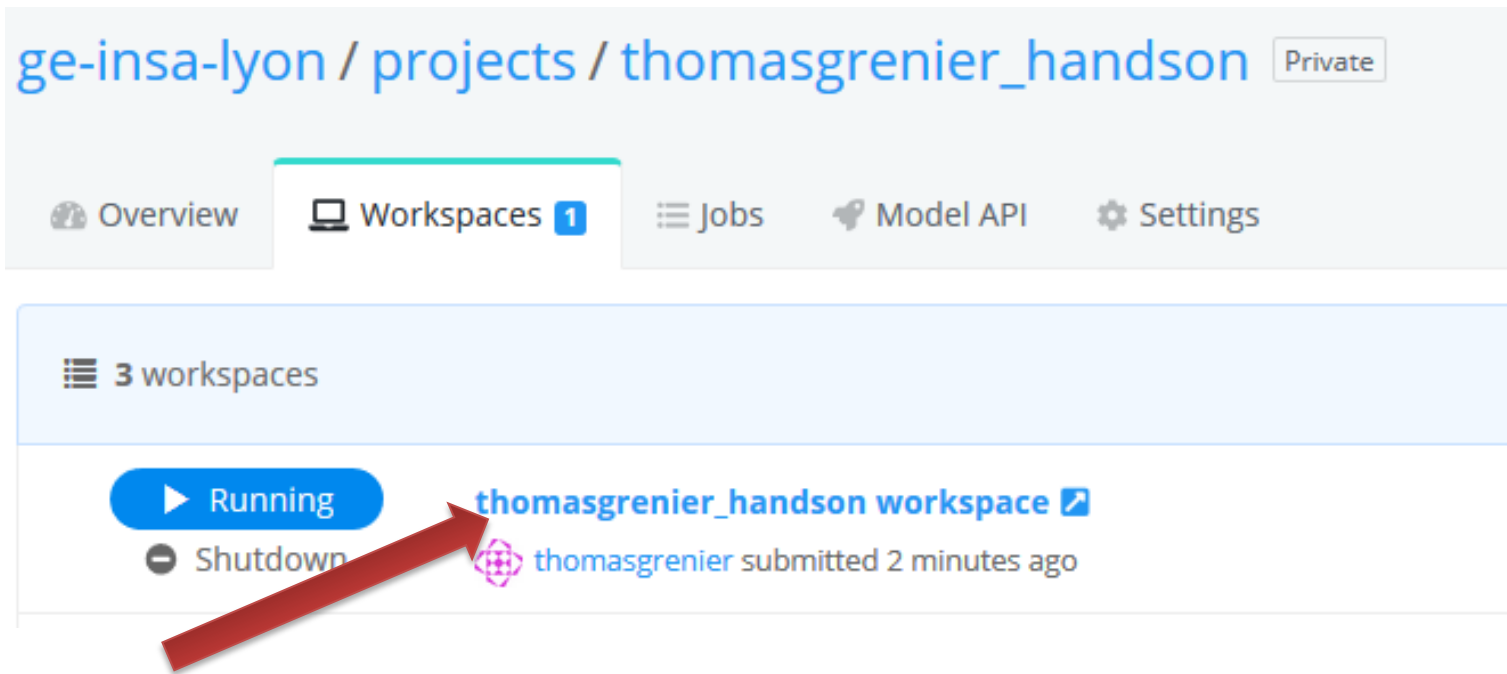 ge-insa-lyon / projects / thomasgrenier_handson Private
Overview Workspaces 1 Jobs Model API Settings
3 workspaces
Running thomasgrenier_handson workspace
Shutdown thomasgrenier submitted 2 minutes ago